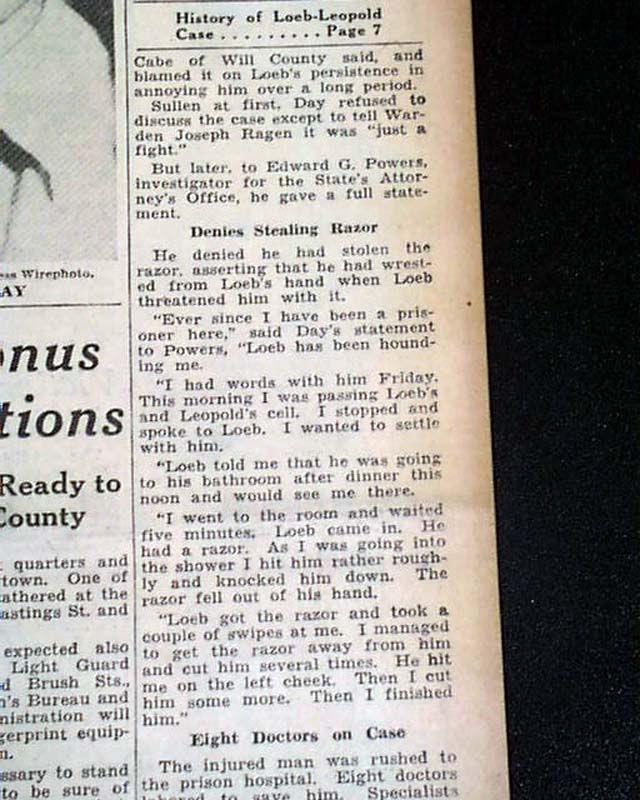 History of Loeb-Leopold
Case . . . . . . . . . Page 7
Cabe of Will County said, and
blamed it on Loeb's persistence in
annoying him over a long period.
Sullen at first, Day refused to
discuss the case except to tell War-
den Joseph Ragen it was "just a
fight."
But later, to Edward G. Powers,
investigator for the State's Attor-
ney's Office, he gave a full state-
ment.
Denies Stealing Razor
He denied he had stolen the
razor, asserting that he had wrest-
ed from Loeb's hand when Loeb
threatened him with it.
"Ever since I have been a pris-
oner here," said Day's statement
to Powers, "Loeb has been hound-
ing me.
"I had words with him Friday.
This morning I was passing Loeb's
and Leopold's cell. I stopped and
spoke to Loeb. I wanted to settle
with him.
"Loeb told me that he was going
to his bathroom after dinner this
noon and would see me there.
"I went to the room and waited
five minutes. Loeb came in. He
had a razor. As I was going into
the shower I hit him rather rough-
ly and knocked him down. The
razor fell out of his hand.
"Loeb got the razor and took a
couple of swipes at me. I managed
to get the razor away from him
and cut him several times. He hit
me on the left cheek. Then I cut
him some more. Then I finished
him."
Eight Doctors on Case
The injured man was rushed to
the prison hospital. Eight doctors
labored to save him. Specialists
Wirephoto.
AY
onus
tions
Ready to
County
quarters and
town. One of
gathered at the
astings St. and
expected also
Light Guard
d Brush Sts.,
n's Bureau and
nistration will
gerprint equip-
n.
ssary to stand
to be sure of